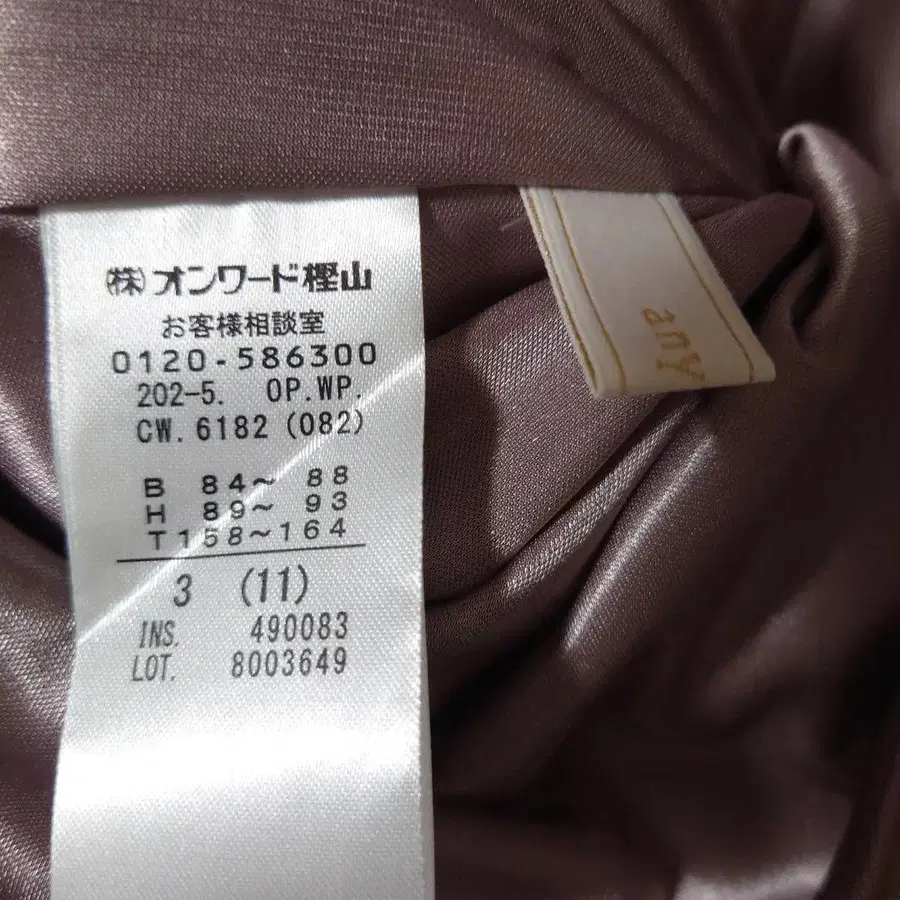 ㈱オンワード樫山
お客様相談室
0120-586300
202-5. OP.WP.
CW.6182(082)
B 84～ 88
H 89～ 93
T158～164
3 (11)
INS. 490083
LOT. 8003649